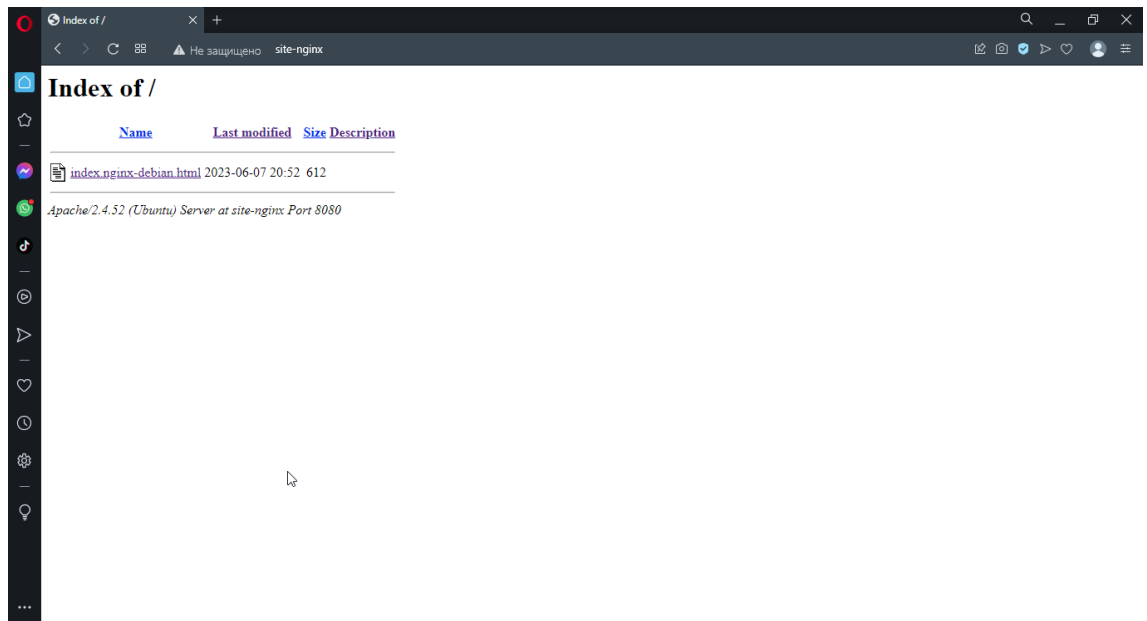 Index of /
Не защищено site-nginx
Index of /
Name Last modified Size Description
index.nginx-debian.html 2023-06-07 20:52 612
Apache/2.4.52 (Ubuntu) Server at site-nginx Port 8080